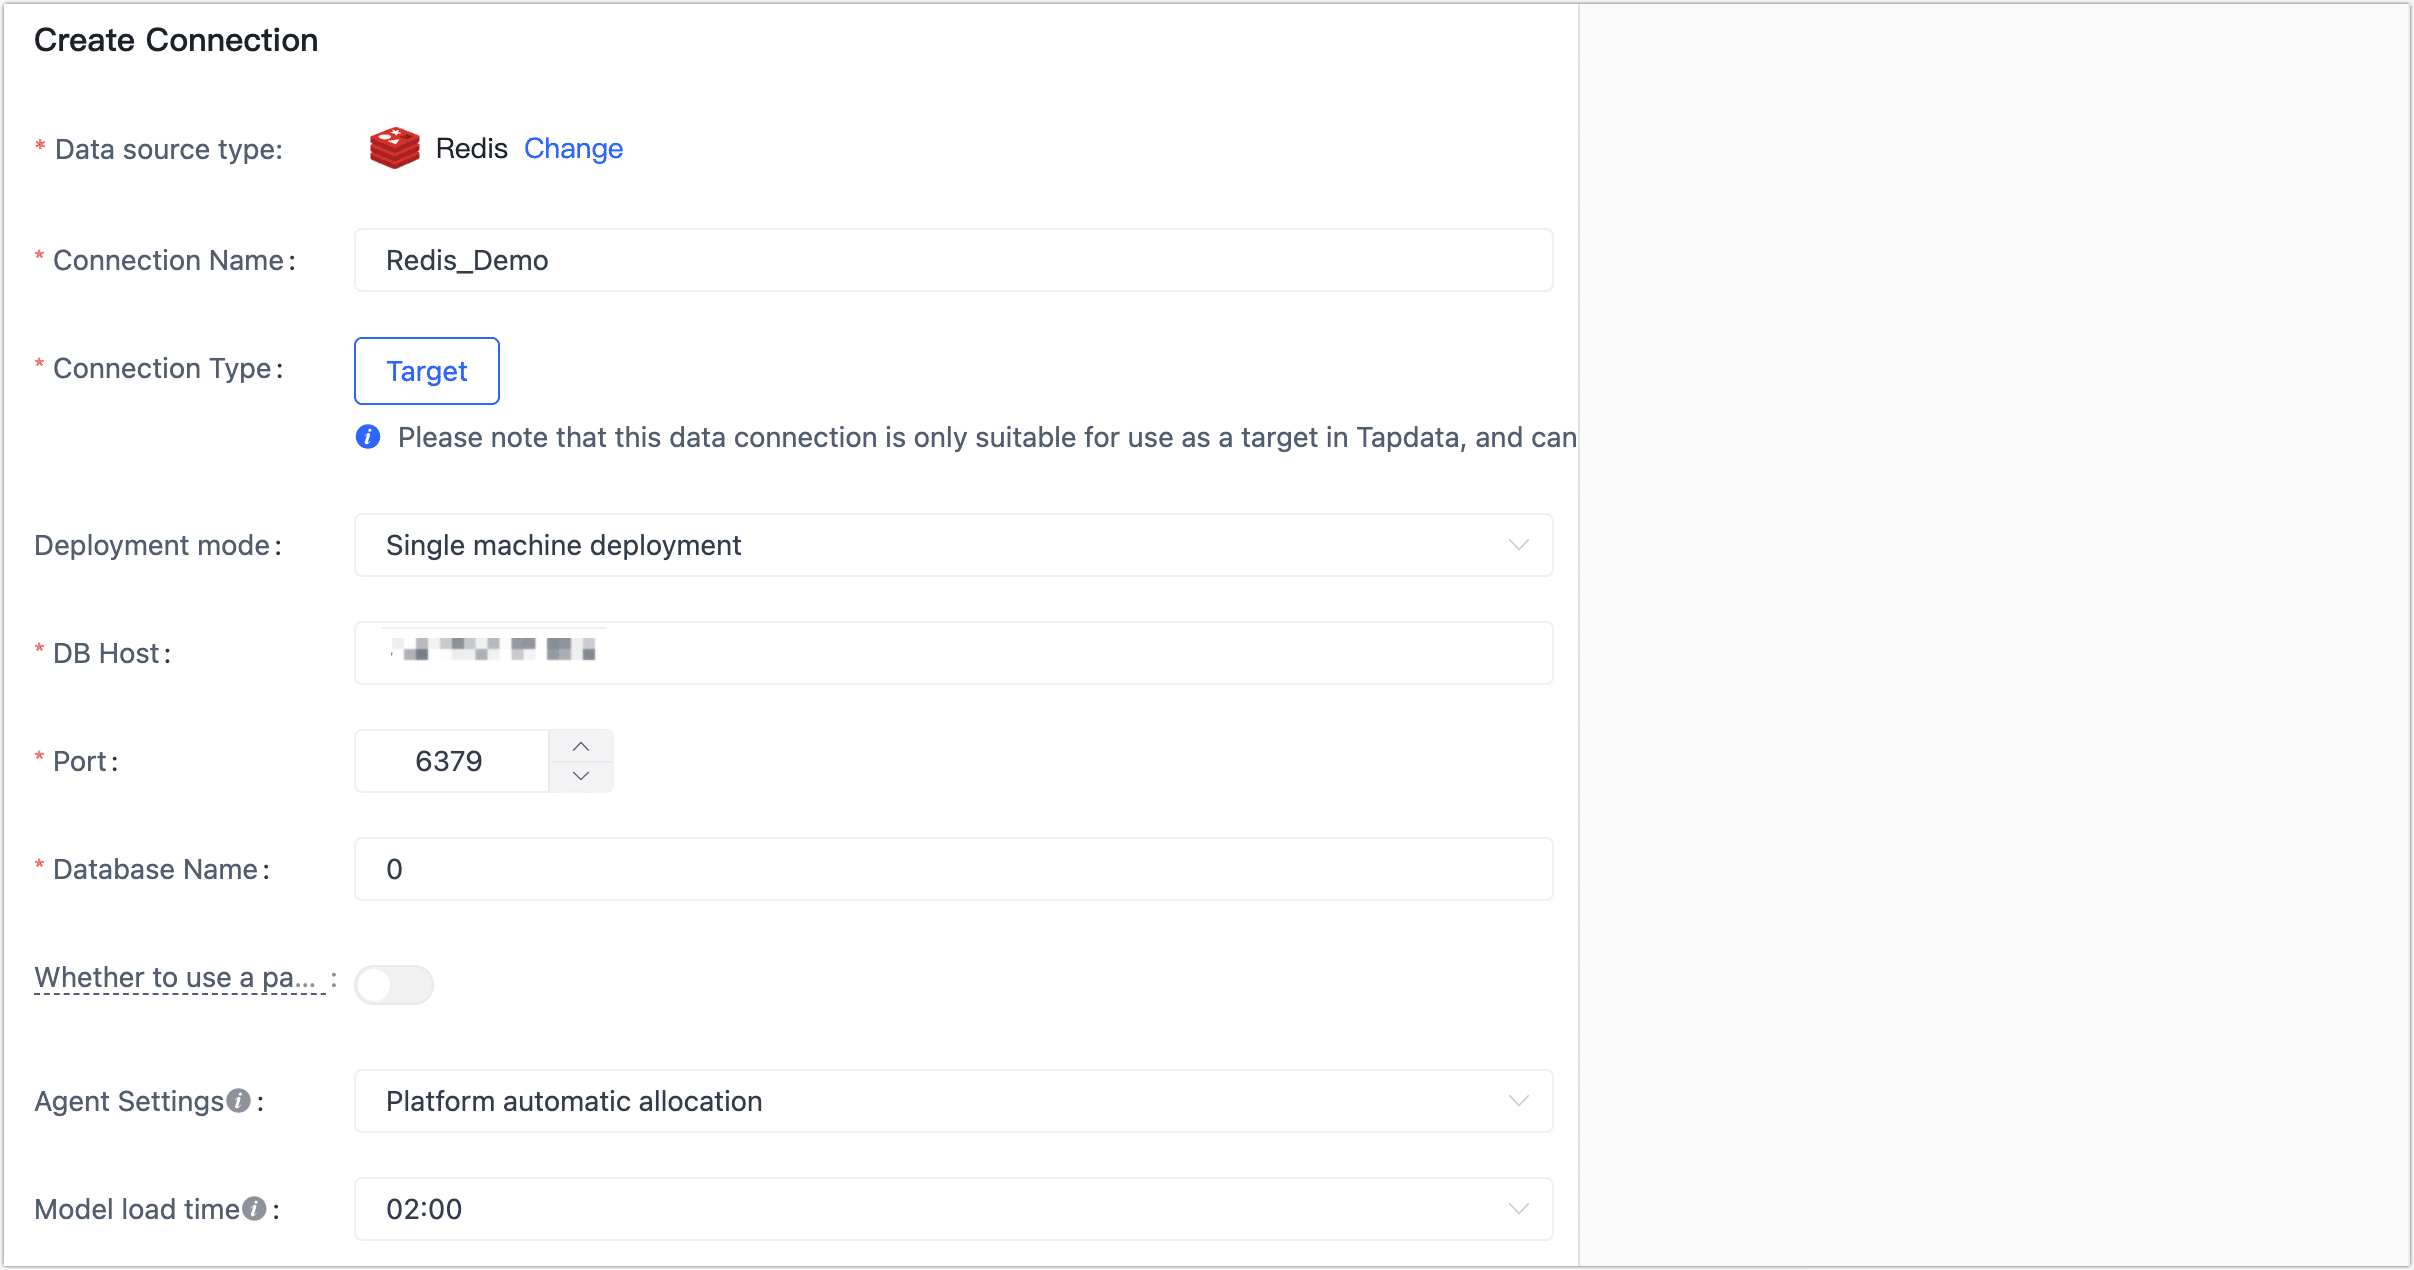 Create Connection
* Data source type: Redis Change
* Connection Name: Redis_Demo
* Connection Type: Target
Please note that this data connection is only suitable for use as a target in Tapdata, and can
Deployment mode: Single machine deployment
* DB Host:
* Port: 6379
* Database Name: 0
Whether to use a pa... :
Agent Settings i : Platform automatic allocation
Model load time i : 02:00